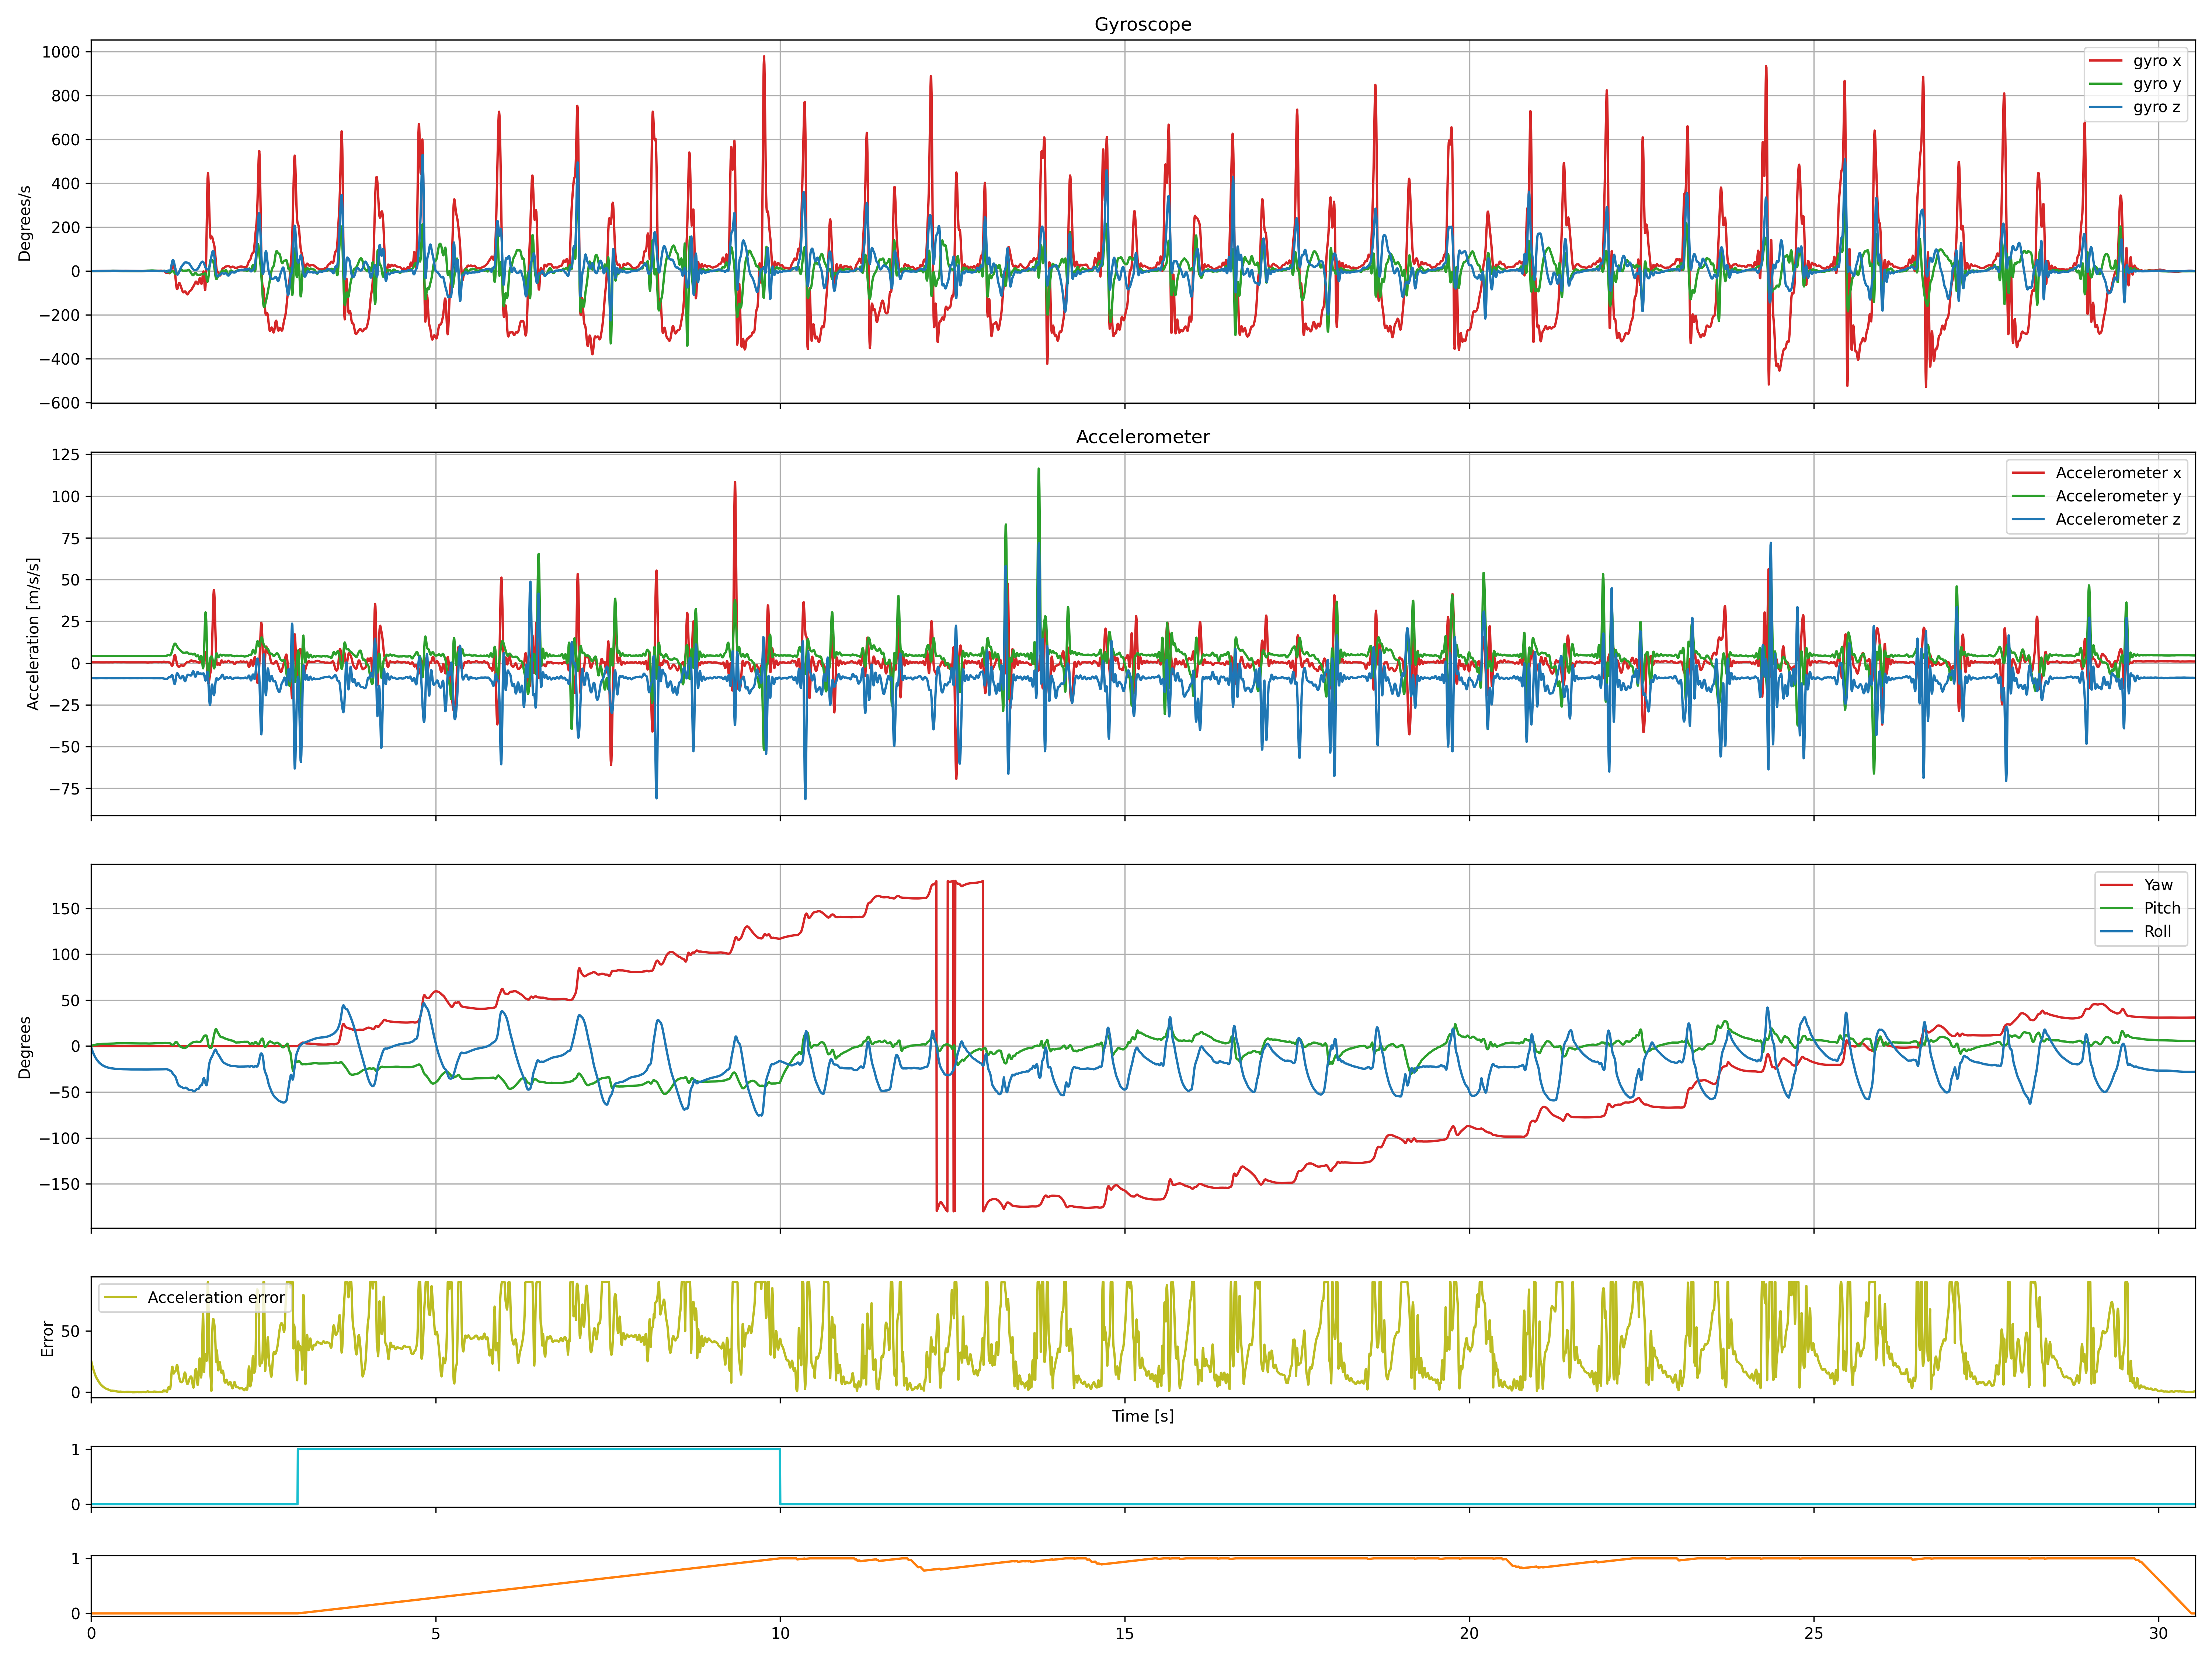 Gyroscope
1000
800
600
400
200
0
−200
−400
−600
Degrees/s
gyro x
gyro y
gyro z
Accelerometer
125
100
75
50
25
0
−25
−50
−75
Acceleration [m/s/s]
Accelerometer x
Accelerometer y
Accelerometer z
150
100
50
0
−50
−100
−150
Degrees
Yaw
Pitch
Roll
50
0
Error
Acceleration error
Time [s]
1
0
1
0
0 5 10 15 20 25 30